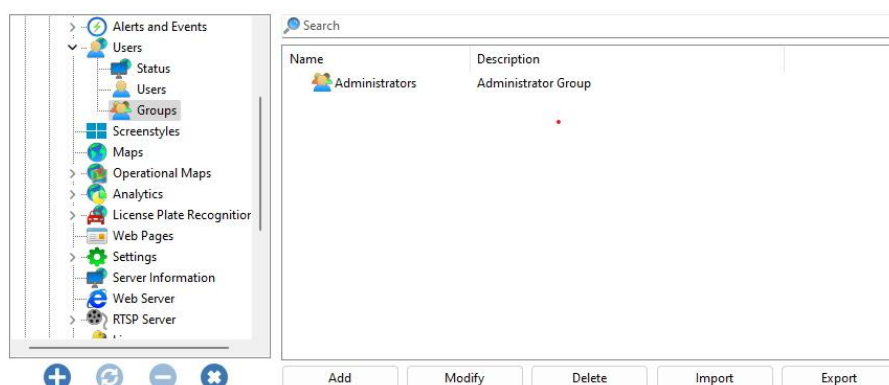 Alerts and Events
Users
Status
Users
Groups
Screenstyles
Maps
Operational Maps
Analytics
License Plate Recognition
Web Pages
Settings
Server Information
Web Server
RTSP Server
Search
Name Description
Administrators Administrator Group
Add Modify Delete Import Export